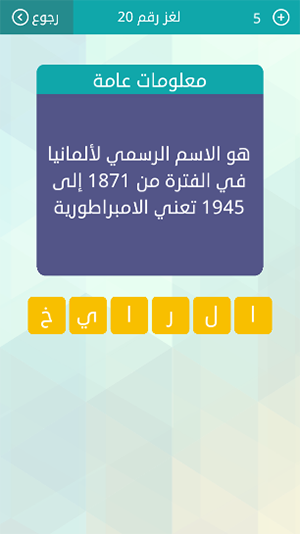 رجوع لغز رقم 20 5
معلومات عامة
هو الاسم الرسمي لألمانيا
في الفترة من 1871 إلى
1945 تعني الامبراطورية
ا ل ر ا ي خ